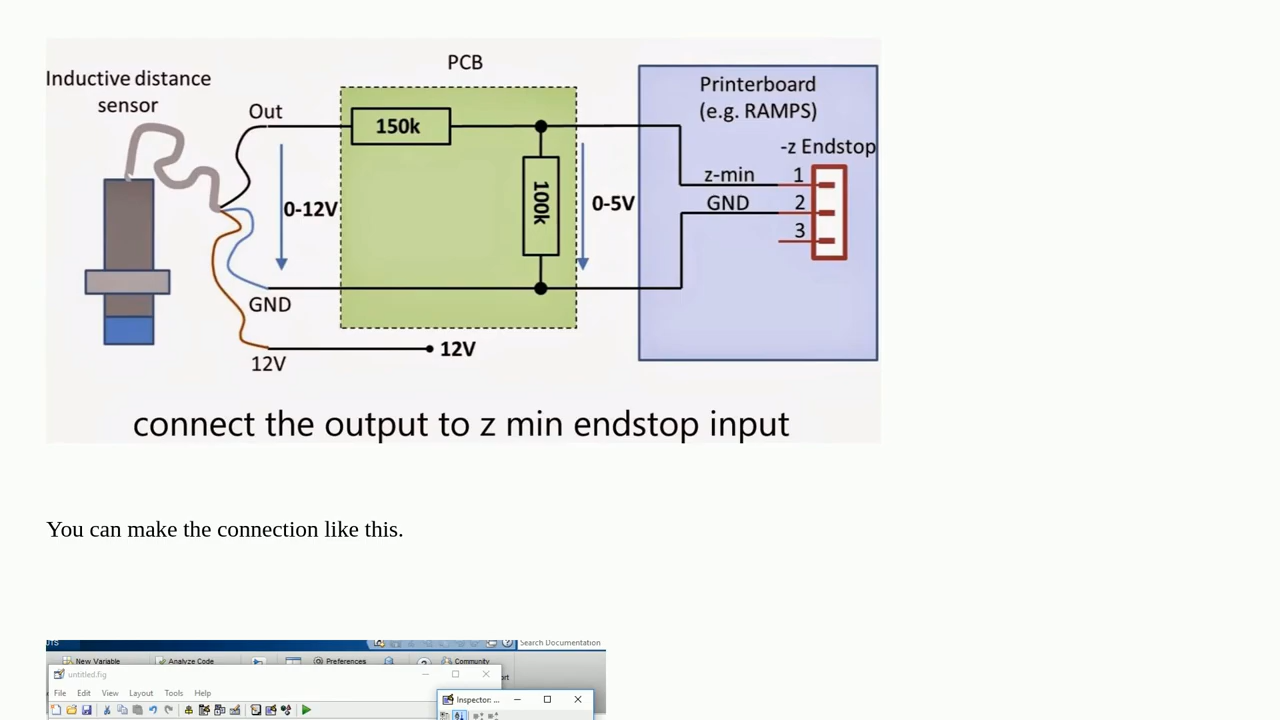 PCB
Inductive distance
sensor
Out
150k
Printerboard
(e.g. RAMPS)
-z Endstop
z-min 1
100k
0-12V
0-5V
GND 2
3
GND
12V
12V
connect the output to z min endstop input
You can make the connection like this.
Search Documentation
New Variable
Analyze Code
Preferences
Community
untitled.fig
File Edit View Layout Tools Help
Inspector: ...